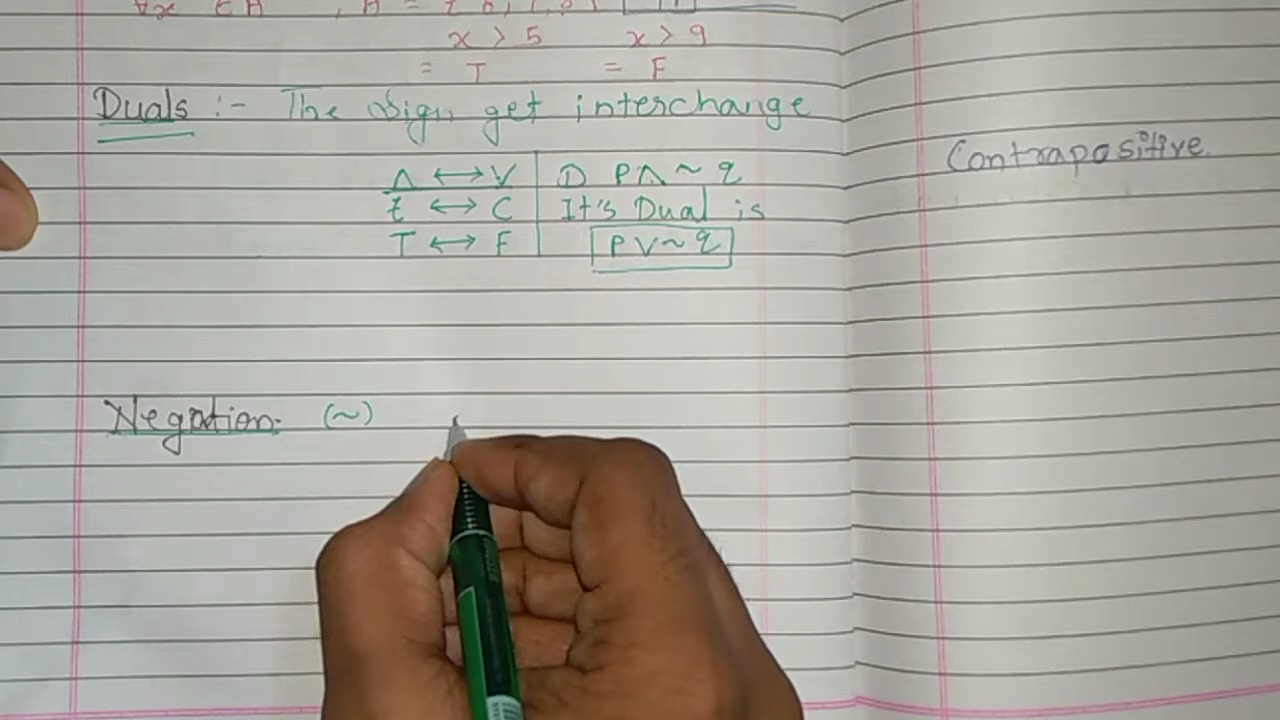 x > 5 x > 9
= T = F
Duals :- The sign get interchange
∧ ↔ ∨ ① P∧~q
t ↔ C It's Dual is
T ↔ F P∨~q
Contrapositive.
Negation. (~)